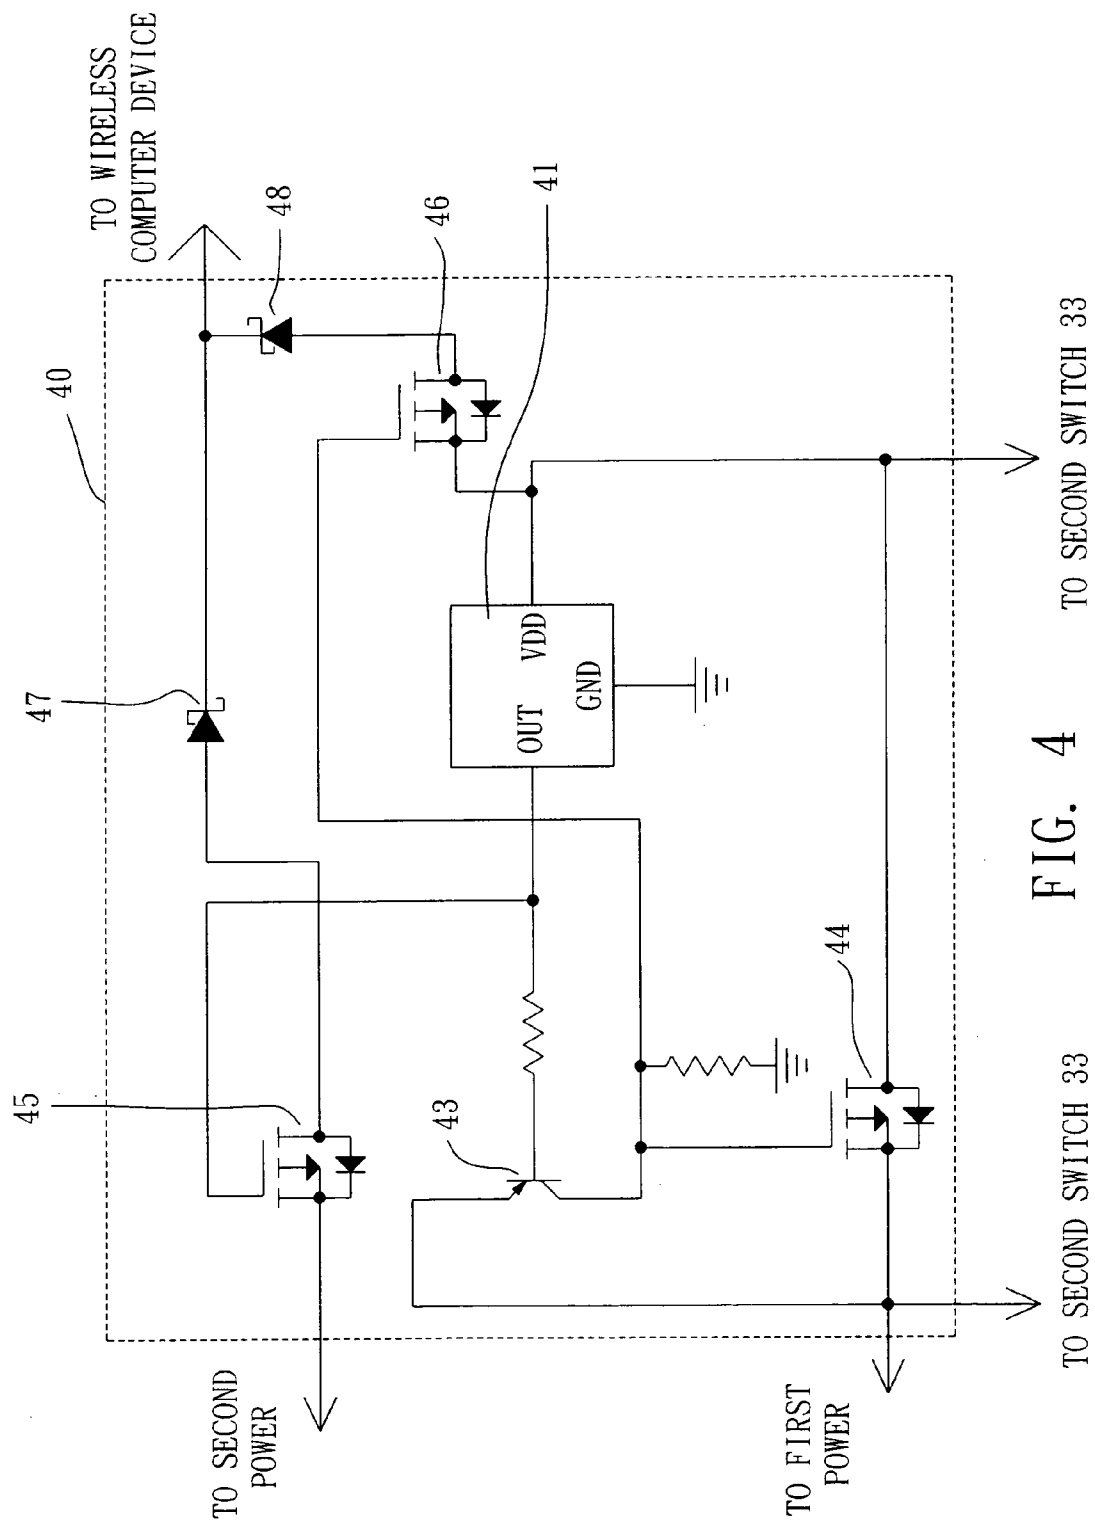 TO WIRELESS
COMPUTER DEVICE
40
47
48
46
41
45
OUT
VDD
GND
43
44
TO SECOND
POWER
TO FIRST
POWER
TO SECOND SWITCH 33
TO SECOND SWITCH 33
FIG. 4